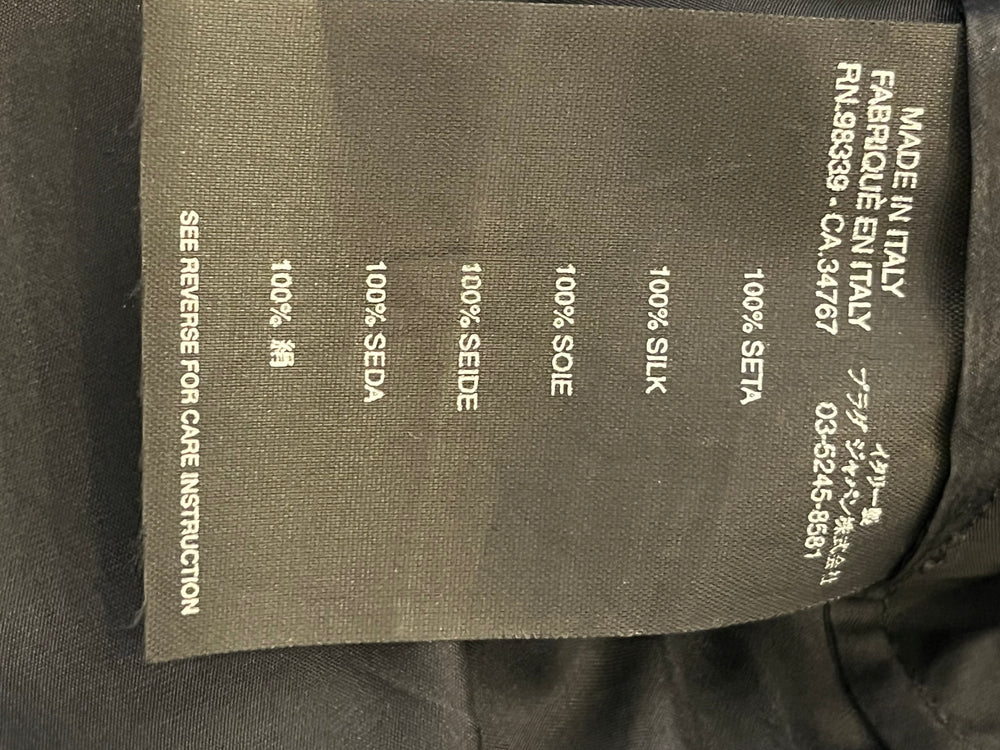 MADE IN ITALY
FABRIQUÈ EN ITALY
RN.98339 - CA.34767
イタリー製
プラダ ジャパン株式会社
03-5245-8581
100% SETA
100% SILK
100% SOIE
100% SEIDE
100% SEDA
100% 絹
SEE REVERSE FOR CARE INSTRUCTION